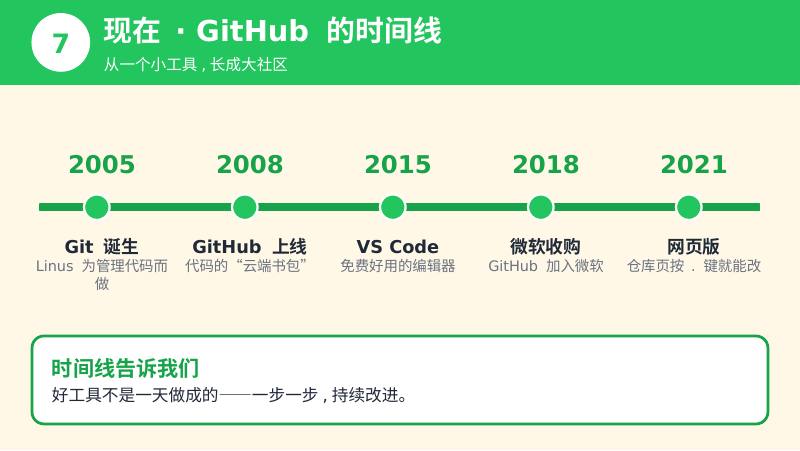 7
现在 · GitHub 的时间线
从一个小工具 , 长成大社区
2005
2008
2015
2018
2021
Git 诞生
GitHub 上线
VS Code
微软收购
网页版
Linus 为管理代码而
做
代码的“云端书包”
免费好用的编辑器
GitHub 加入微软
仓库页按 . 键就能改
时间线告诉我们
好工具不是一天做成的——一步一步 , 持续改进。